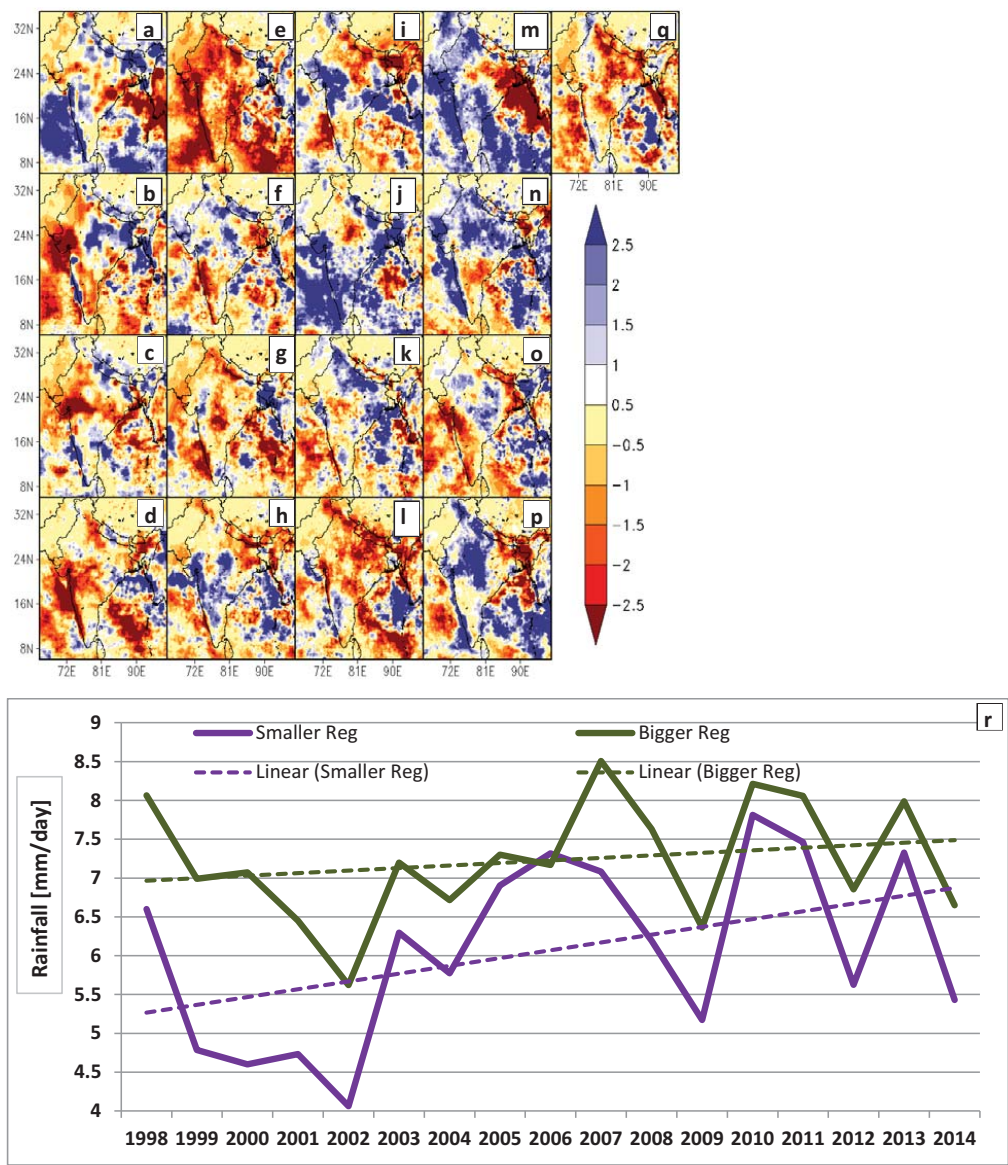 a e i m q
32N
24N
16N
8N
72E 81E 90E
b f j n
32N
24N
16N
8N
2.5
2
1.5
1
0.5
-0.5
-1
-1.5
-2
-2.5
c g k o
32N
24N
16N
8N
d h l p
32N
24N
16N
8N
72E 81E 90E 72E 81E 90E 72E 81E 90E 72E 81E 90E
r
Smaller Reg Bigger Reg
Linear (Smaller Reg) Linear (Bigger Reg)
Rainfall [mm/day]
9
8.5
8
7.5
7
6.5
6
5.5
5
4.5
4
1998 1999 2000 2001 2002 2003 2004 2005 2006 2007 2008 2009 2010 2011 2012 2013 2014